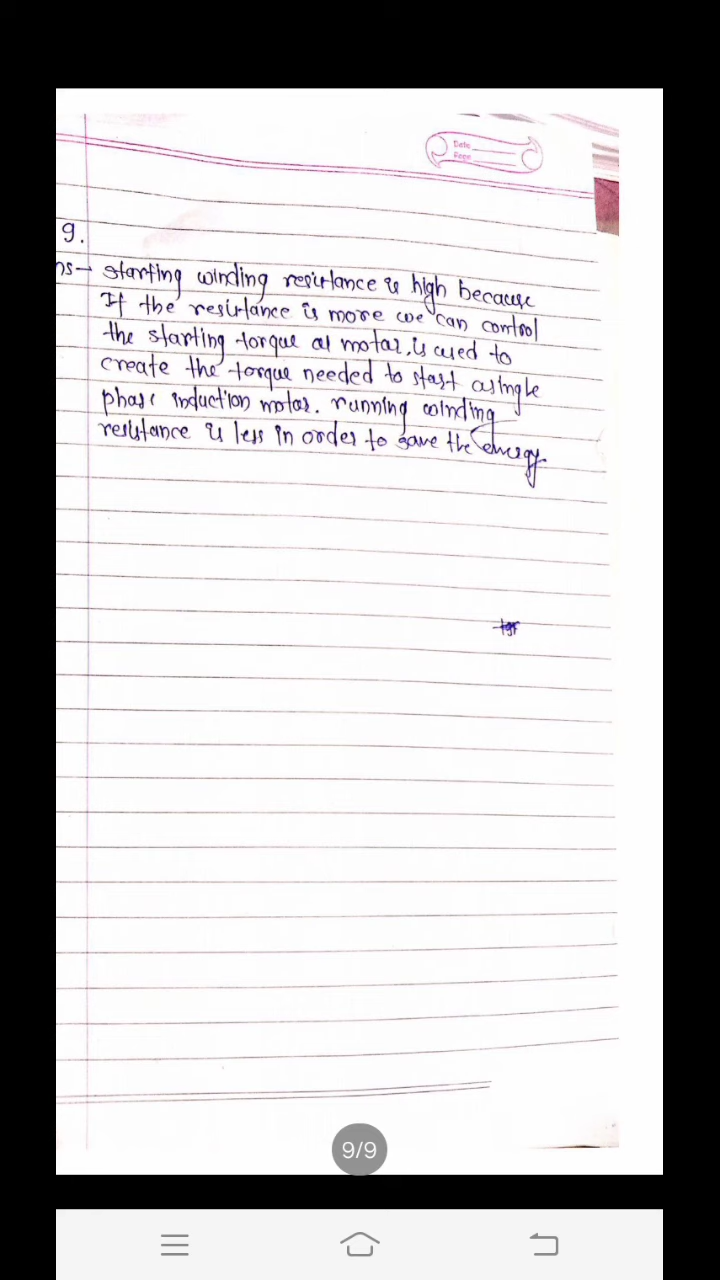 Date
Page
9.
ns- starting winding resistance is high because
If the resistance is more we can control
the starting torque of motor, is used to
create the torque needed to start a single
phase induction motor. running winding
resistance is less in order to save the energy.
9/9